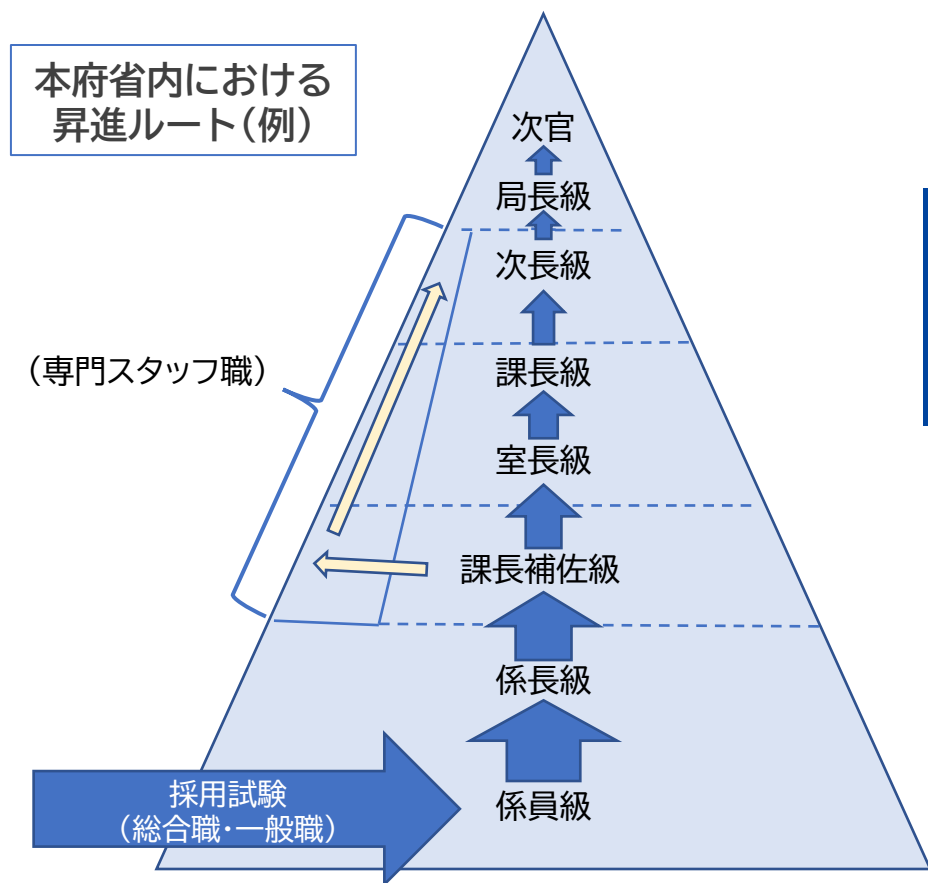 本府省内における
昇進ルート(例)
次官
局長級
次長級
(専門スタッフ職)
課長級
室長級
課長補佐級
係長級
採用試験
(総合職・一般職)
係員級